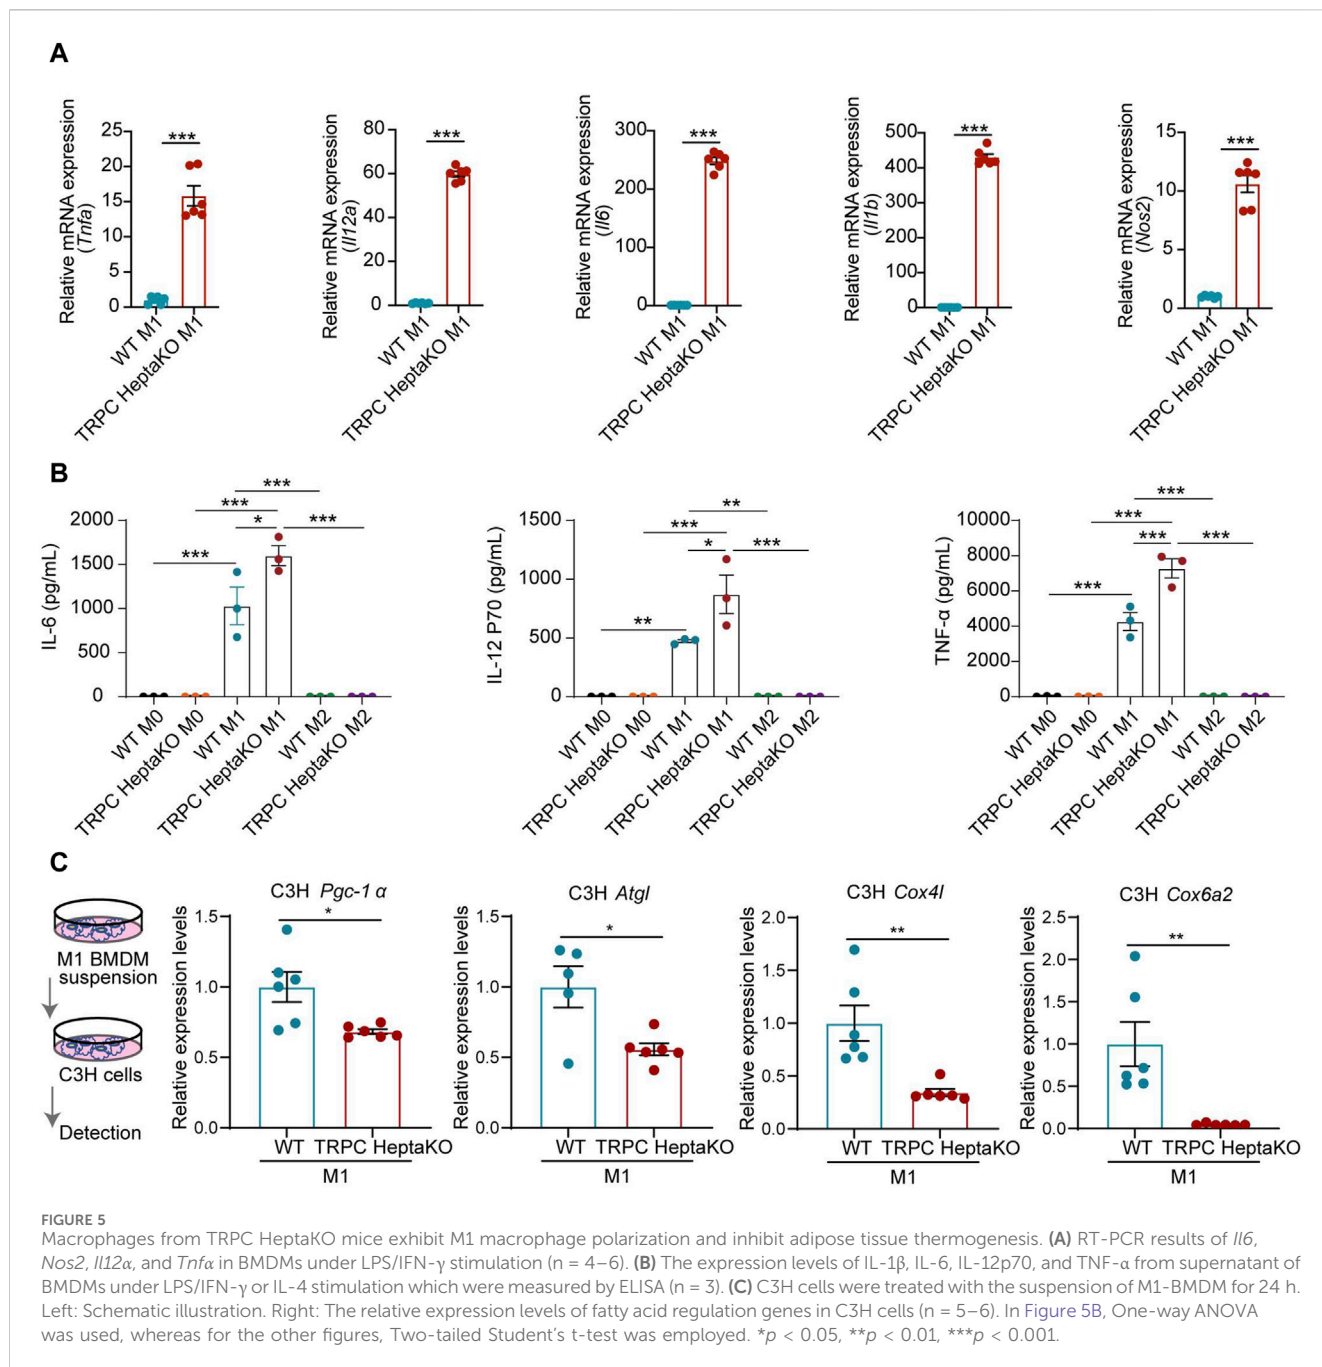 A
Relative mRNA expression
(Tnfa)
25
20
15
10
5
0
***
WT M1
TRPC HeptaKO M1
Relative mRNA expression
(Il12a)
80
60
40
20
0
***
WT M1
TRPC HeptaKO M1
Relative mRNA expression
(Il6)
300
200
100
0
***
WT M1
TRPC HeptaKO M1
Relative mRNA expression
(Il1b)
500
400
300
200
100
0
***
WT M1
TRPC HeptaKO M1
Relative mRNA expression
(Nos2)
15
10
5
0
***
WT M1
TRPC HeptaKO M1
B
IL-6 (pg/mL)
2000
1500
1000
500
0
***
***
*
***
***
WT M0
TRPC HeptaKO M0
WT M1
TRPC HeptaKO M1
WT M2
TRPC HeptaKO M2
IL-12 P70 (pg/mL)
1500
1000
500
0
**
***
*
***
**
WT M0
TRPC HeptaKO M0
WT M1
TRPC HeptaKO M1
WT M2
TRPC HeptaKO M2
TNF-α (pg/mL)
10000
8000
6000
4000
2000
0
***
***
***
***
***
WT M0
TRPC HeptaKO M0
WT M1
TRPC HeptaKO M1
WT M2
TRPC HeptaKO M2
C
M1 BMDM
suspension
C3H cells
Detection
C3H Pgc-1 α
Relative expression levels
1.5
1.0
0.5
0.0
*
WT TRPC HeptaKO
M1
C3H Atgl
Relative expression levels
1.5
1.0
0.5
0.0
*
WT TRPC HeptaKO
M1
C3H Cox4I
Relative expression levels
2.0
1.5
1.0
0.5
0.0
**
WT TRPC HeptaKO
M1
C3H Cox6a2
Relative expression levels
2.5
2.0
1.5
1.0
0.5
0.0
**
WT TRPC HeptaKO
M1
FIGURE 5
Macrophages from TRPC HeptaKO mice exhibit M1 macrophage polarization and inhibit adipose tissue thermogenesis. (A) RT-PCR results of Il6,
Nos2, Il12α, and Tnfα in BMDMs under LPS/IFN-γ stimulation (n = 4–6). (B) The expression levels of IL-1β, IL-6, IL-12p70, and TNF-α from supernatant of
BMDMs under LPS/IFN-γ or IL-4 stimulation which were measured by ELISA (n = 3). (C) C3H cells were treated with the suspension of M1-BMDM for 24 h.
Left: Schematic illustration. Right: The relative expression levels of fatty acid regulation genes in C3H cells (n = 5–6). In Figure 5B, One-way ANOVA
was used, whereas for the other figures, Two-tailed Student's t-test was employed. *p < 0.05, **p < 0.01, ***p < 0.001.